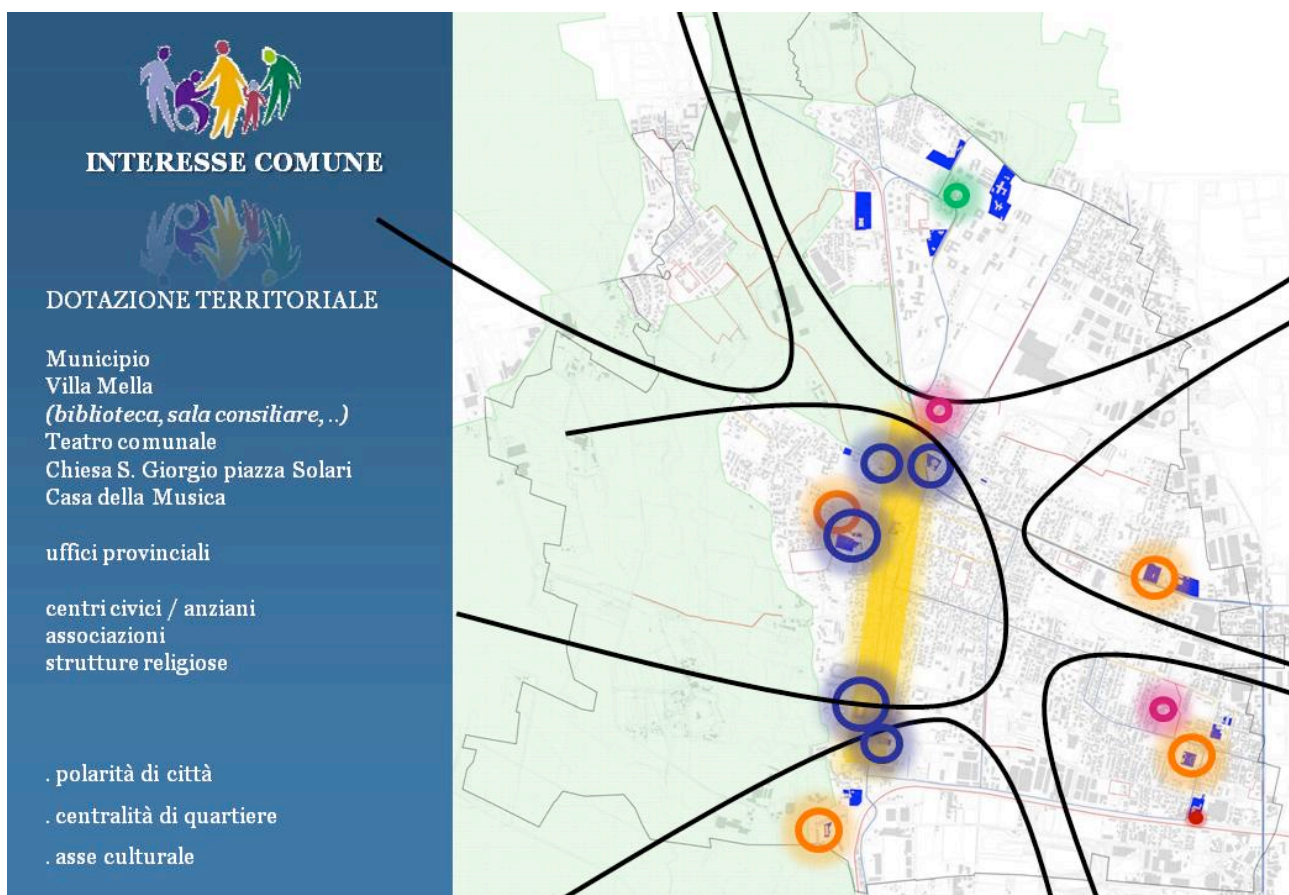 INTERESSE COMUNE
DOTAZIONE TERRITORIALE
Municipio
Villa Mella
(biblioteca, sala consiliare, ..)
Teatro comunale
Chiesa S. Giorgio piazza Solari
Casa della Musica
uffici provinciali
centri civici / anziani
associazioni
strutture religiose
. polarità di città
. centralità di quartiere
. asse culturale